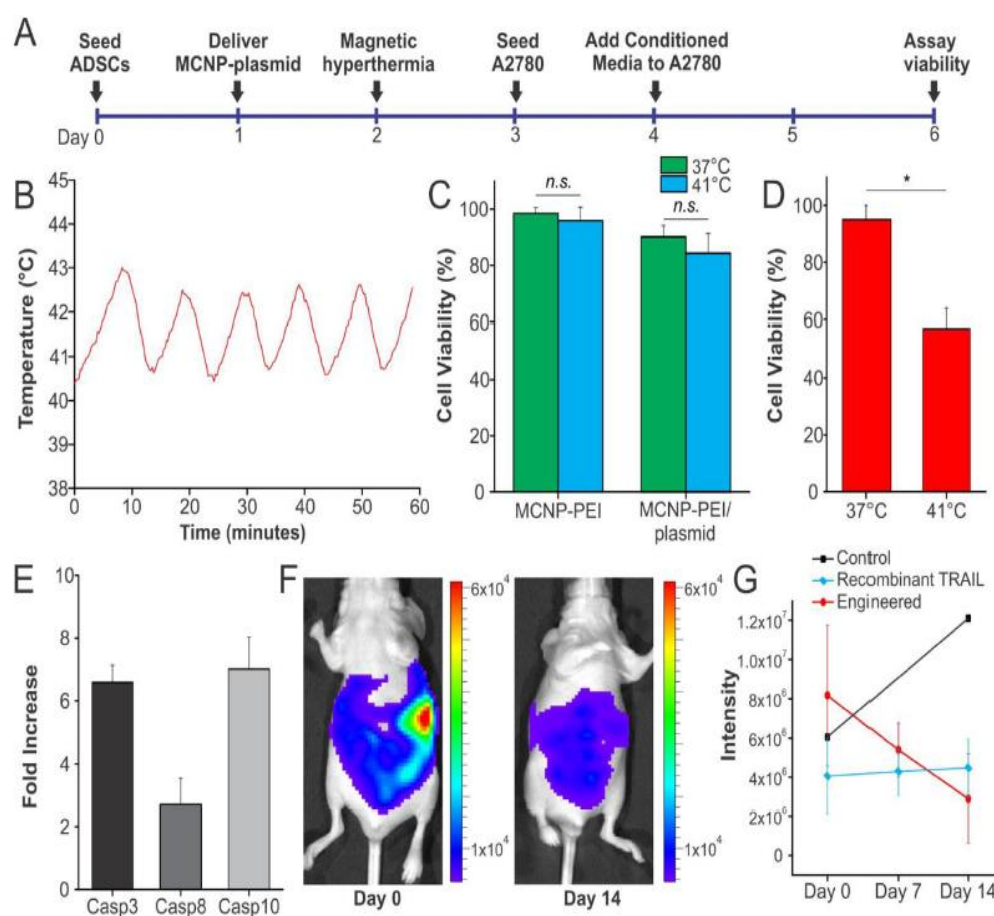 A
Seed
ADSCs
Deliver
MCNP-plasmid
Magnetic
hyperthermia
Seed
A2780
Add Conditioned
Media to A2780
Assay
viability
Day 0
1
2
3
4
5
6
B
Temperature (°C)
45
44
43
42
41
40
39
38
0
10
20
30
40
50
60
Time (minutes)
C
37°C
41°C
n.s.
n.s.
Cell Viability (%)
100
80
60
40
20
0
MCNP-PEI
MCNP-PEI/
plasmid
D
*
Cell Viability (%)
100
80
60
40
20
0
37°C
41°C
E
Fold Increase
10
8
6
4
2
0
Casp3
Casp8
Casp10
F
6x10⁴
1x10⁴
Day 0
6x10⁴
1x10⁴
Day 14
G
Control
Recombinant TRAIL
Engineered
Intensity
1.2x10⁷
1x10⁷
8x10⁶
6x10⁶
4x10⁶
2x10⁶
0
Day 0
Day 7
Day 14